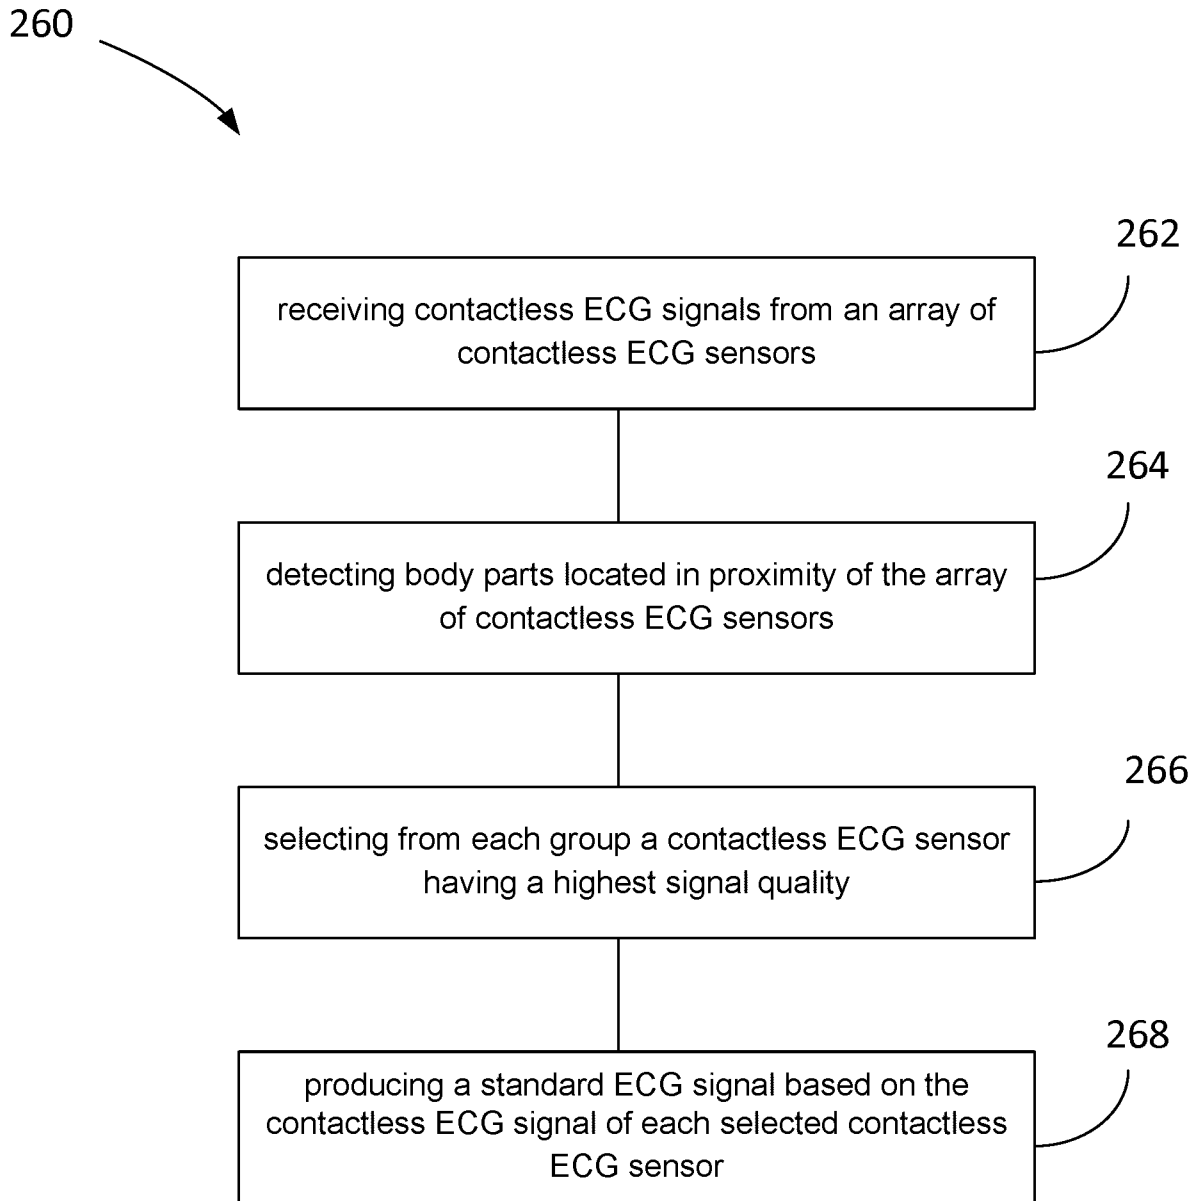 260
262
receiving contactless ECG signals from an array of
contactless ECG sensors
264
detecting body parts located in proximity of the array
of contactless ECG sensors
266
selecting from each group a contactless ECG sensor
having a highest signal quality
268
producing a standard ECG signal based on the
contactless ECG signal of each selected contactless
ECG sensor